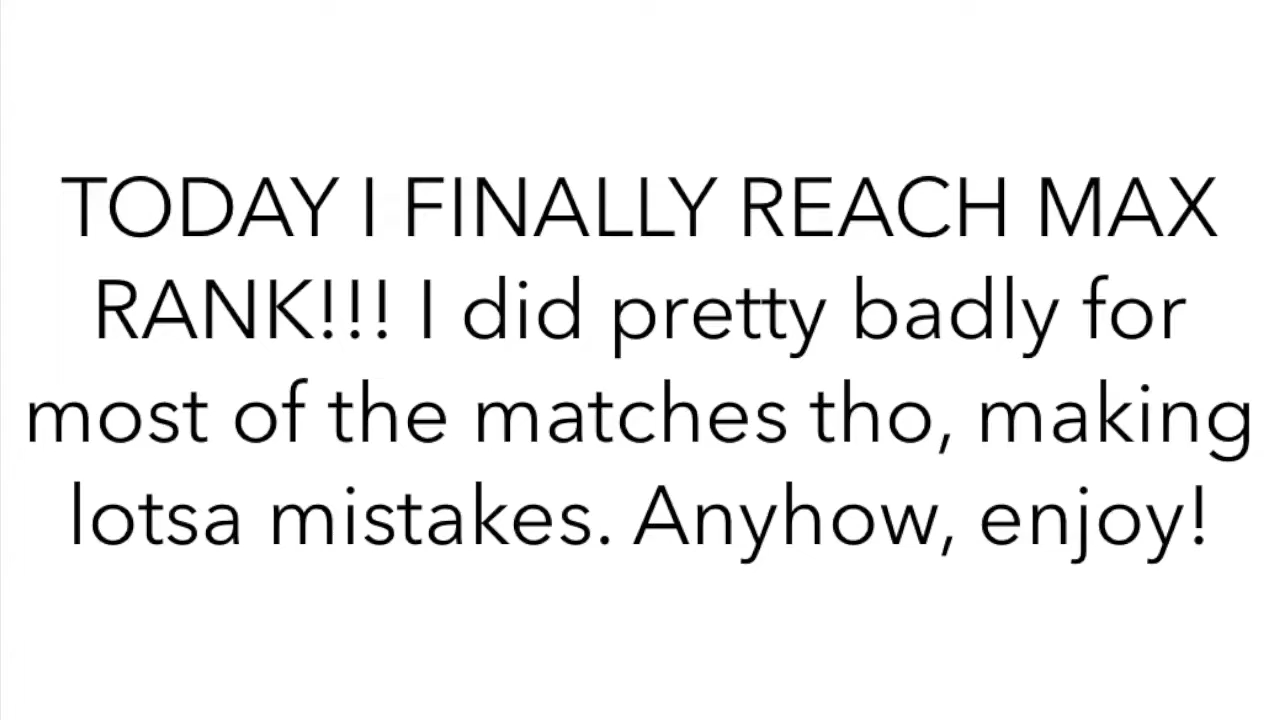 TODAY I FINALLY REACH MAX
RANK!!! I did pretty badly for
most of the matches tho, making
lotsa mistakes. Anyhow, enjoy!